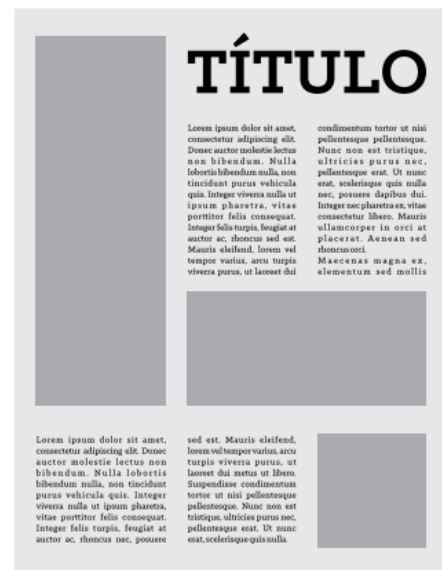 TÍTULO
Lorem ipsum dolor sit amet,
consectetur adipiscing elit.
Donec auctor molestie lectus
non bibendum. Nulla
lobortis bibendum nulla, non
tincidunt purus vehicula
quis. Integer viverra nulla ut
ipsum pharetra, vitae
porttitor felis consequat.
Integer felis turpis, feugiat at
auctor ac, rhoncus sed est.
Mauris eleifend, lorem vel
tempor varius, arcu turpis
viverra purus, ut laoreet dui
condimentum tortor ut nisi
pellentesque pellentesque.
Nunc non est tristique,
ultricies purus nec,
pellentesque erat. Ut nunc
erat, scelerisque quis nulla
nec, posuere dapibus dui.
Integer nec pharetra ex, vitae
consectetur libero. Mauris
ullamcorper in orci at
placerat. Aenean sed
rhoncus orci.
Maecenas magna ex,
elementum sed mollis
Lorem ipsum dolor sit amet,
consectetur adipiscing elit. Donec
auctor molestie lectus non
bibendum. Nulla lobortis
bibendum nulla, non tincidunt
purus vehicula quis. Integer
viverra nulla ut ipsum pharetra,
vitae porttitor felis consequat.
Integer felis turpis, feugiat at
auctor ac, rhoncus nec, posuere
sed est. Mauris eleifend,
lorem vel tempor varius, arcu
turpis viverra purus, ut
laoreet dui metus ut libero.
Suspendisse condimentum
tortor ut nisi pellentesque
pellentesque. Nunc non est
tristique, ultricies purus nec,
pellentesque erat. Ut nunc
erat, scelerisque quis nulla.